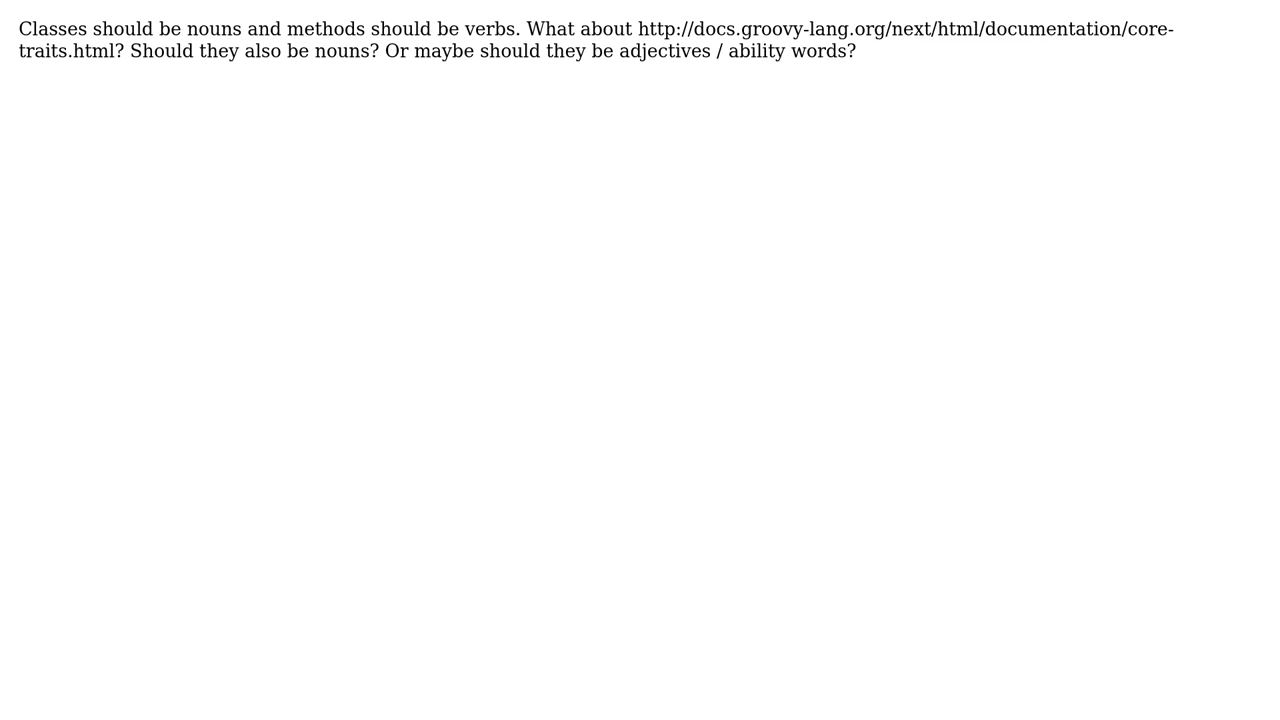 Classes should be nouns and methods should be verbs. What about http://docs.groovy-lang.org/next/html/documentation/core-
traits.html? Should they also be nouns? Or maybe should they be adjectives / ability words?